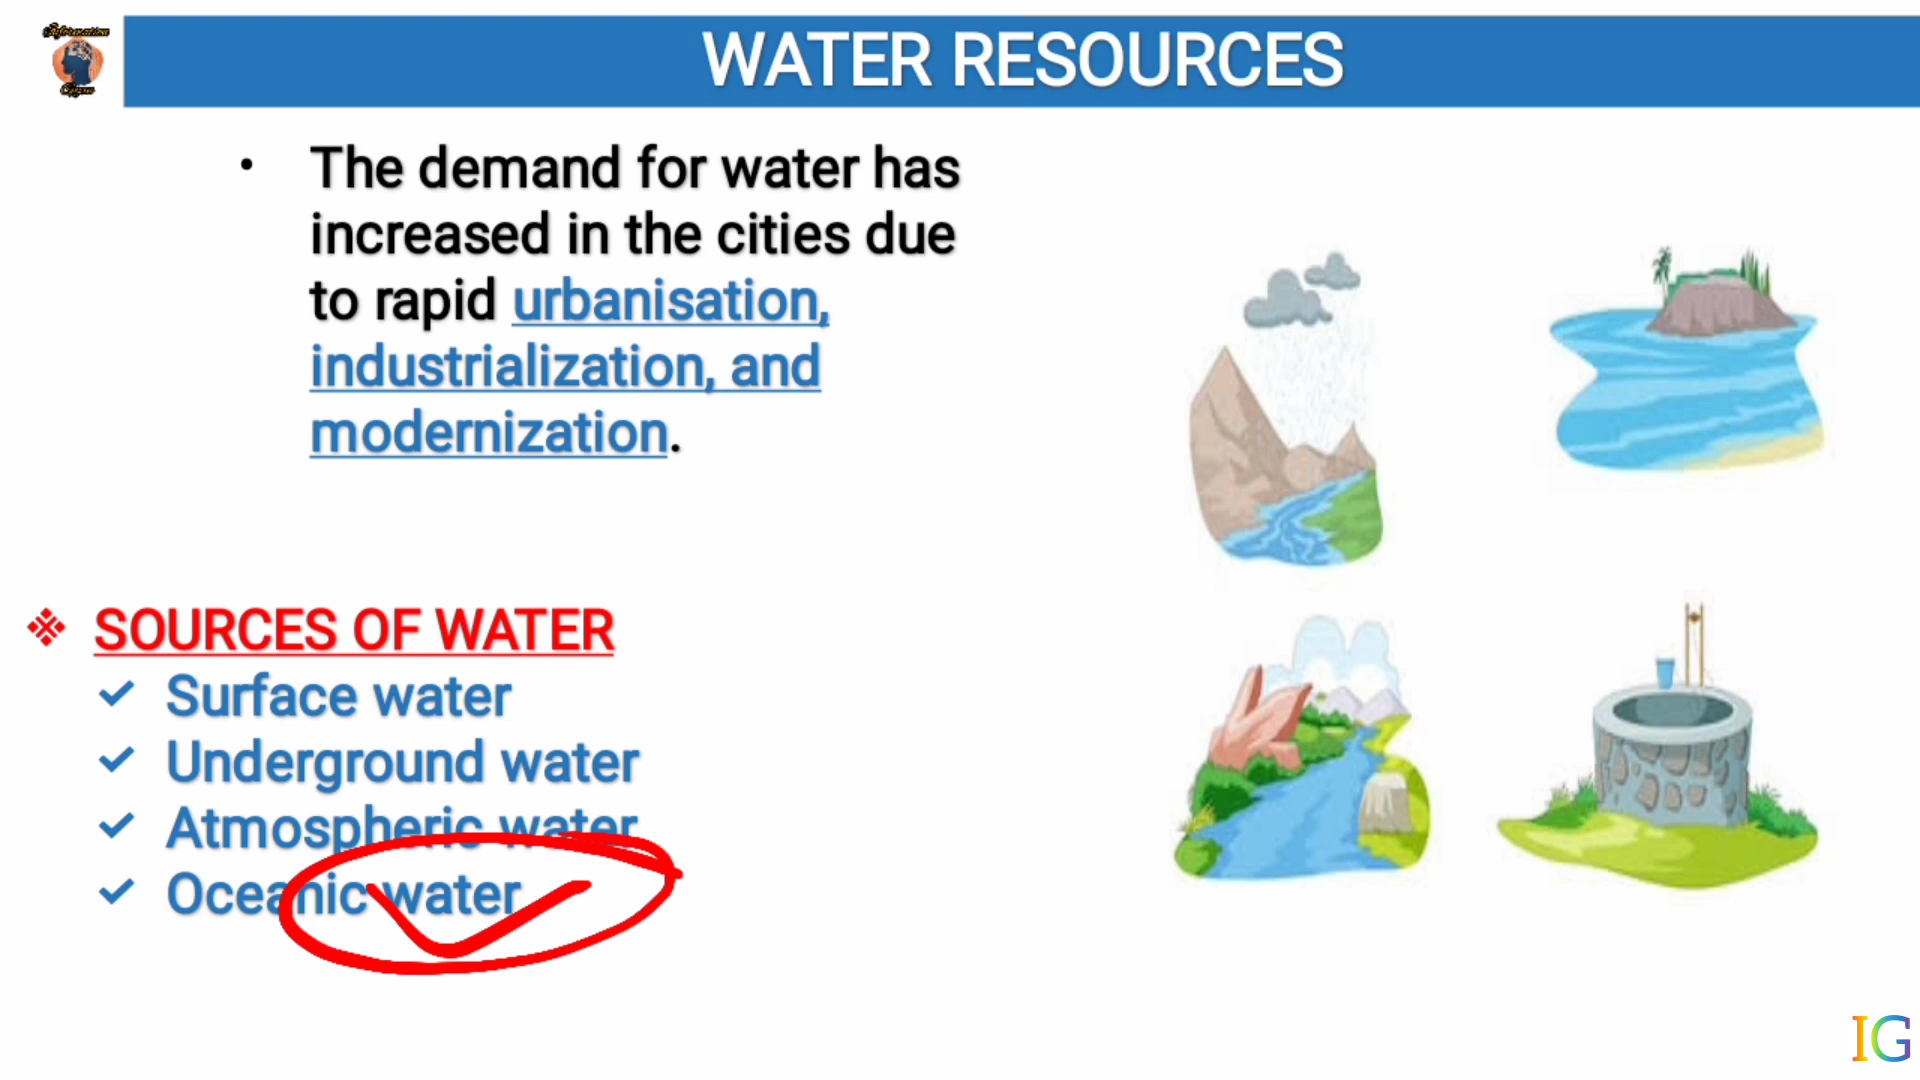 WATER RESOURCES
• The demand for water has
increased in the cities due
to rapid urbanisation,
industrialization, and
modernization.
❖ SOURCES OF WATER
✓ Surface water
✓ Underground water
✓ Atmospheric water
✓ Oceanic water
IG